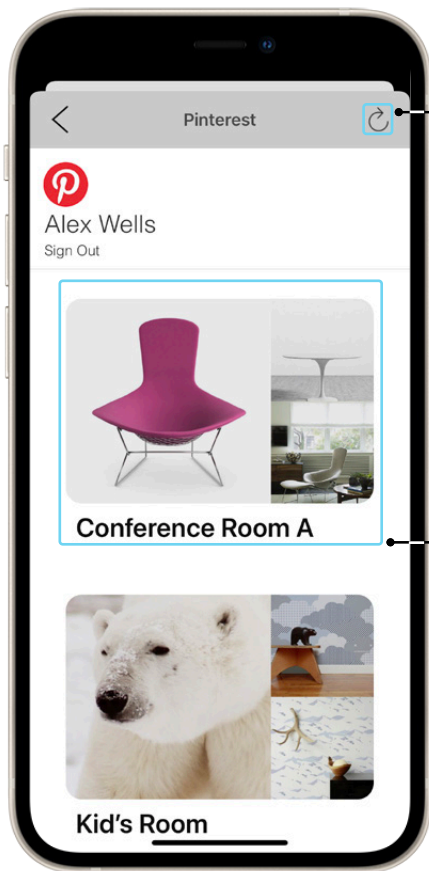 Pinterest
Alex Wells
Sign Out
Conference Room A
Kid's Room